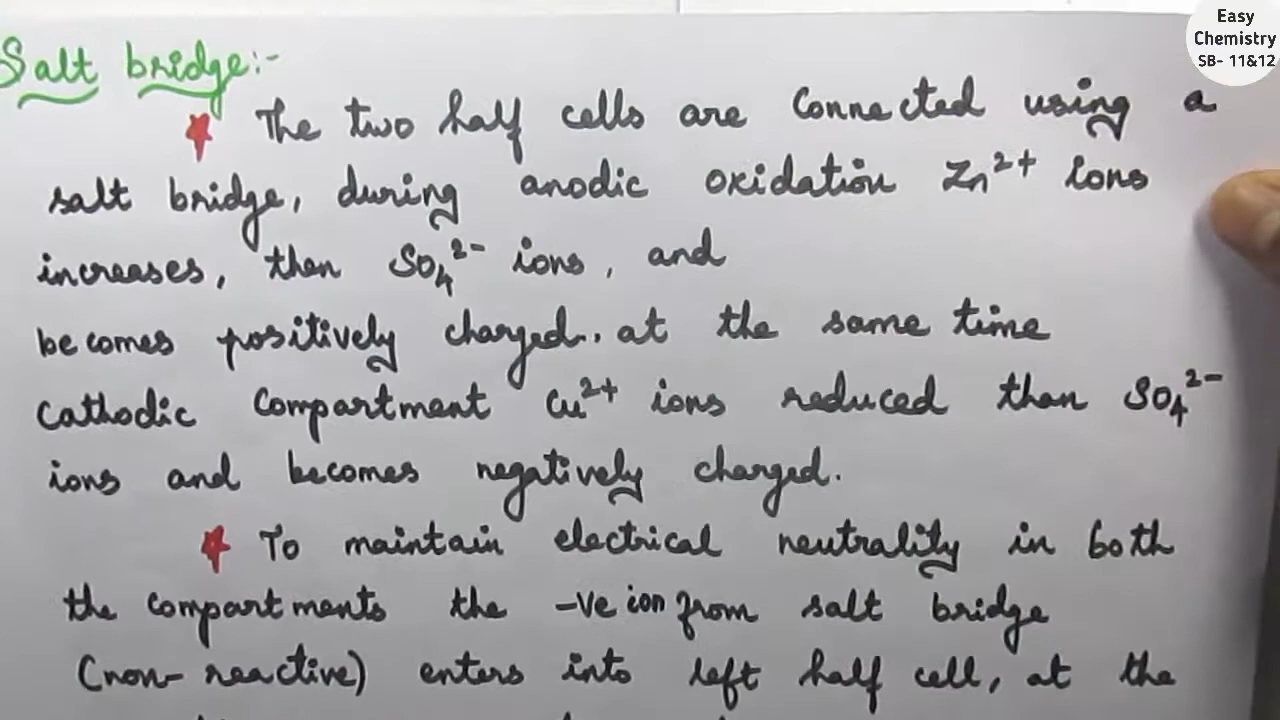 Easy
Chemistry
SB- 11&12
Salt bridge:-
The two half cells are connected using a
salt bridge, during anodic oxidation Zn²⁺ ions
increases, than SO₄²⁻ ions, and
becomes positively charged. at the same time
cathodic compartment Cu²⁺ ions reduced than SO₄²⁻
ions and becomes negatively charged.
To maintain electrical neutrality in both
the compartments the -ve ion from salt bridge
(non-reactive) enters into left half cell, at the